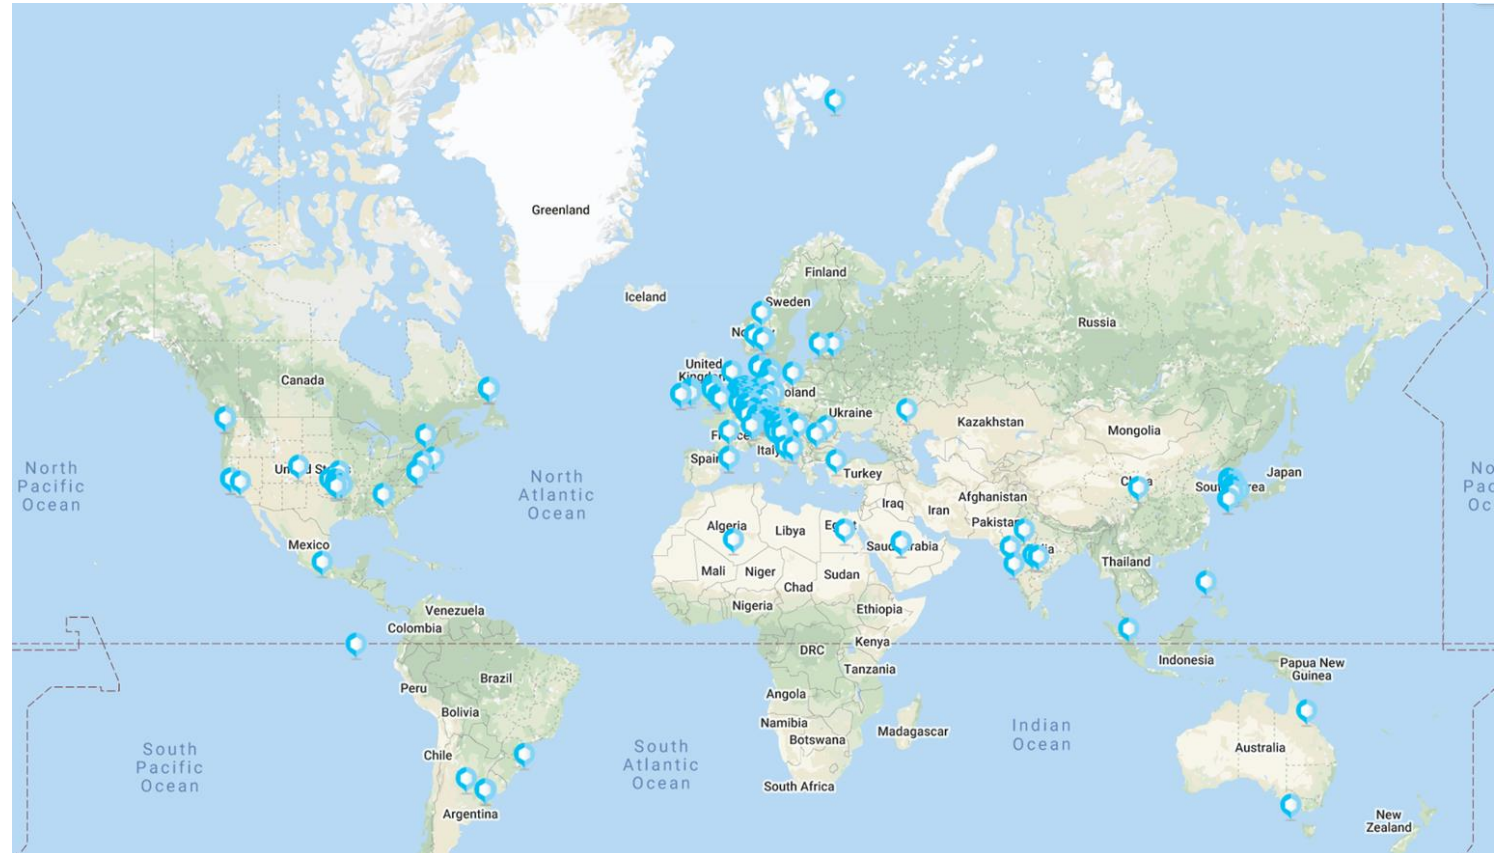 Greenland
Finland
Iceland
Sweden
United
Russia
Canada
Ukraine
Kazakhstan
Mongolia
North
Pacific
Ocean
North
Atlantic
Ocean
Italy
Spain
Turkey
Japan
Iraq
Iran
Afghanistan
Pakistan
Mexico
Algeria
Libya
Thailand
Mali
Niger
Chad
Sudan
Nigeria
Ethiopia
Venezuela
Colombia
Kenya
DRC
Indonesia
Papua New
Guinea
Tanzania
Peru
Brazil
Angola
Bolivia
Namibia
Botswana
Madagascar
Indian
Ocean
South
Pacific
Ocean
South
Atlantic
Ocean
Chile
Australia
South Africa
Argentina
New
Zealand